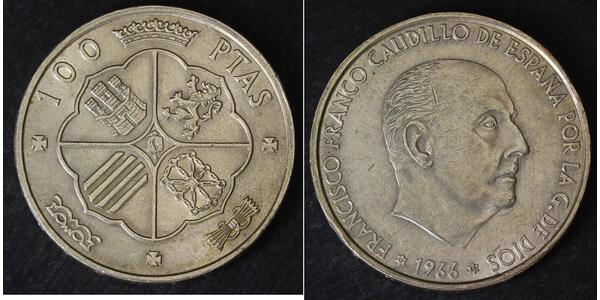 100 PTAS
FRANCISCO FRANCO CAUDILLO DE ESPAÑA POR LA G. DE DIOS
* 1966 *